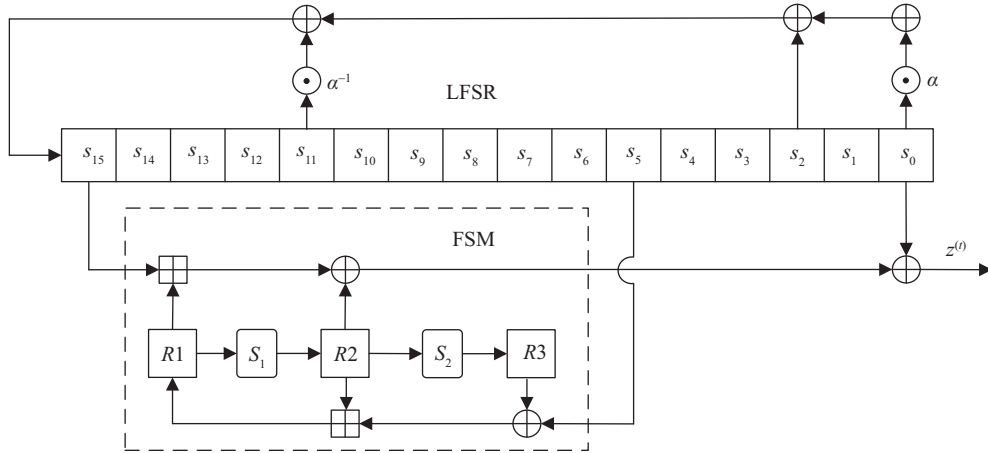 α⁻¹
α
LFSR
s₁₅ s₁₄ s₁₃ s₁₂ s₁₁ s₁₀ s₉ s₈ s₇ s₆ s₅ s₄ s₃ s₂ s₁ s₀
FSM
z⁽ᵗ⁾
R1 S₁ R2 S₂ R3